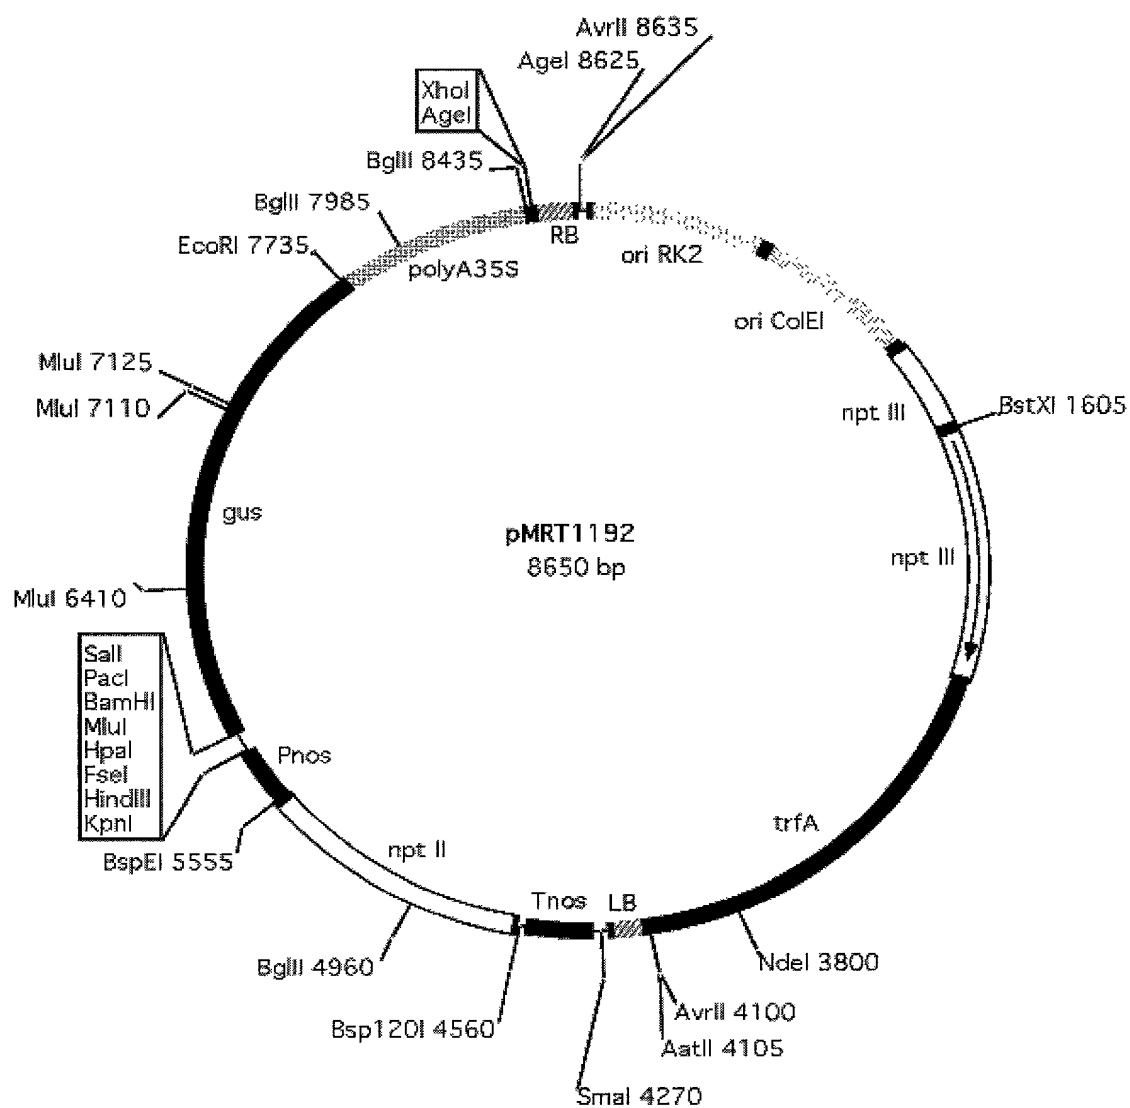 AvrII 8635
AgeI 8625
XhoI
AgeI
BglII 8435
BglII 7985
EcoRI 7735
RB
ori RK2
polyA35S
ori ColEI
MluI 7125
MluI 7110
npt III
BstXI 1605
gus
pMRT1192
8650 bp
npt III
MluI 6410
SalI
PacI
BamHI
MluI
HpaI
FseI
HindIII
KpnI
Pnos
BspEI 5555
npt II
trfA
Tnos
LB
BglII 4960
NdeI 3800
Bsp120I 4560
AvrII 4100
AatII 4105
SmaI 4270